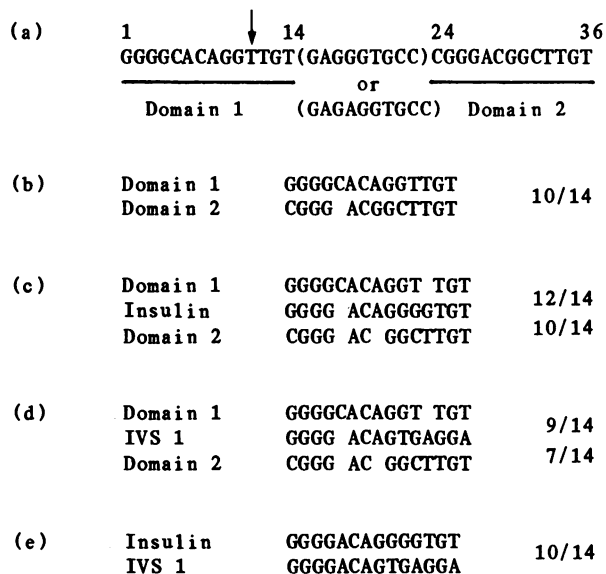 (a) 1 14 24 36
GGGGCACAGGTTGT(GAGGGTGCC)CGGGACGGCTTGT
or
Domain 1 (GAGAGGTGCC) Domain 2
(b) Domain 1 GGGGCACAGGTTGT 10/14
Domain 2 CGGG ACGGCTTGT
(c) Domain 1 GGGGCACAGGT TGT
12/14
Insulin GGGG ACAGGGGTGT
10/14
Domain 2 CGGG AC GGCTTGT
(d) Domain 1 GGGGCACAGGT TGT
9/14
IVS 1 GGGG ACAGTGAGGA
7/14
Domain 2 CGGG AC GGCTTGT
(e) Insulin GGGGACAGGGGTGT 10/14
IVS 1 GGGGACAGTGAGGA